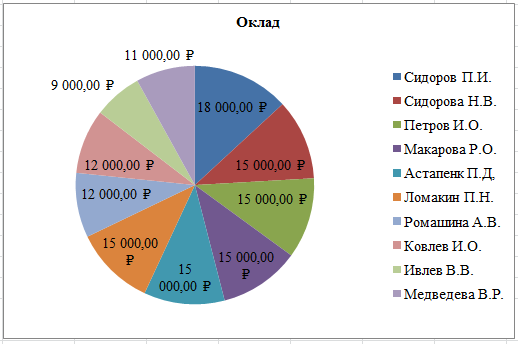 Оклад
11 000,00 ₽
9 000,00 ₽
18 000,00 ₽
12 000,00 ₽
15 000,00 ₽
12 000,00 ₽
15 000,00 ₽
15 000,00
₽
15 000,00
₽
15
000,00 ₽
Сидоров П.И.
Сидорова Н.В.
Петров И.О.
Макарова Р.О.
Астапенк П.Д,
Ломакин П.Н.
Ромашина А.В.
Ковлев И.О.
Ивлев В.В.
Медведева В.Р.